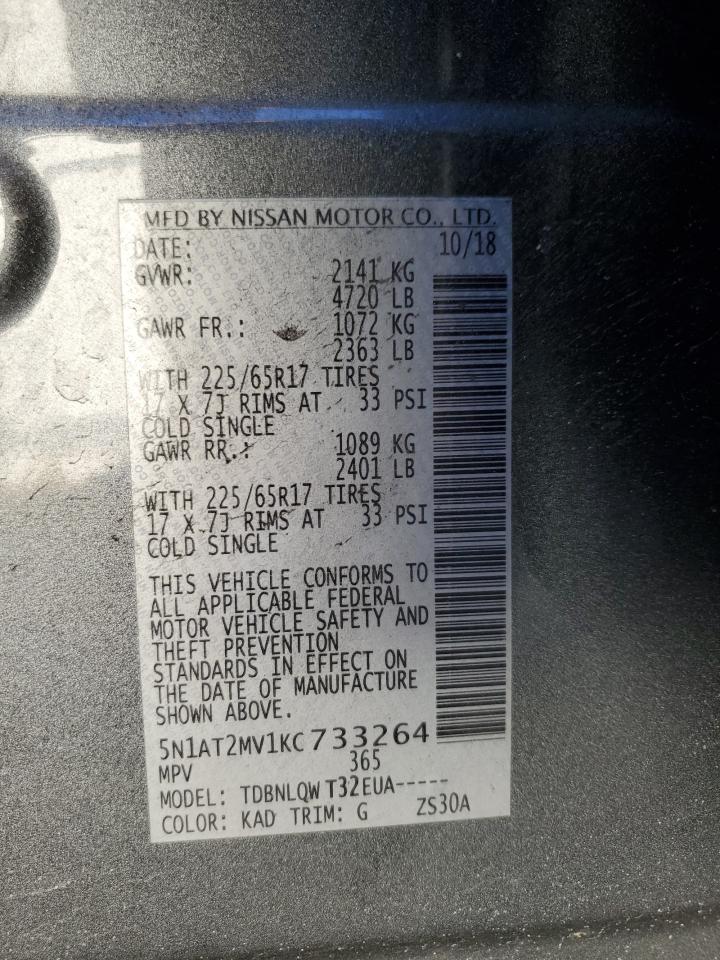 MFD BY NISSAN MOTOR CO., LTD.
DATE: 10/18
GVWR: 2141 KG
4720 LB
GAWR FR.: 1072 KG
2363 LB
WITH 225/65R17 TIRES
17 X 7J RIMS AT 33 PSI
COLD SINGLE
GAWR RR.: 1089 KG
2401 LB
WITH 225/65R17 TIRES
17 X 7J RIMS AT 33 PSI
COLD SINGLE
THIS VEHICLE CONFORMS TO
ALL APPLICABLE FEDERAL
MOTOR VEHICLE SAFETY AND
THEFT PREVENTION
STANDARDS IN EFFECT ON
THE DATE OF MANUFACTURE
SHOWN ABOVE.
5N1AT2MV1KC733264
MPV 365
MODEL: TDBNLQWT32EUA-----
COLOR: KAD TRIM: G ZS30A